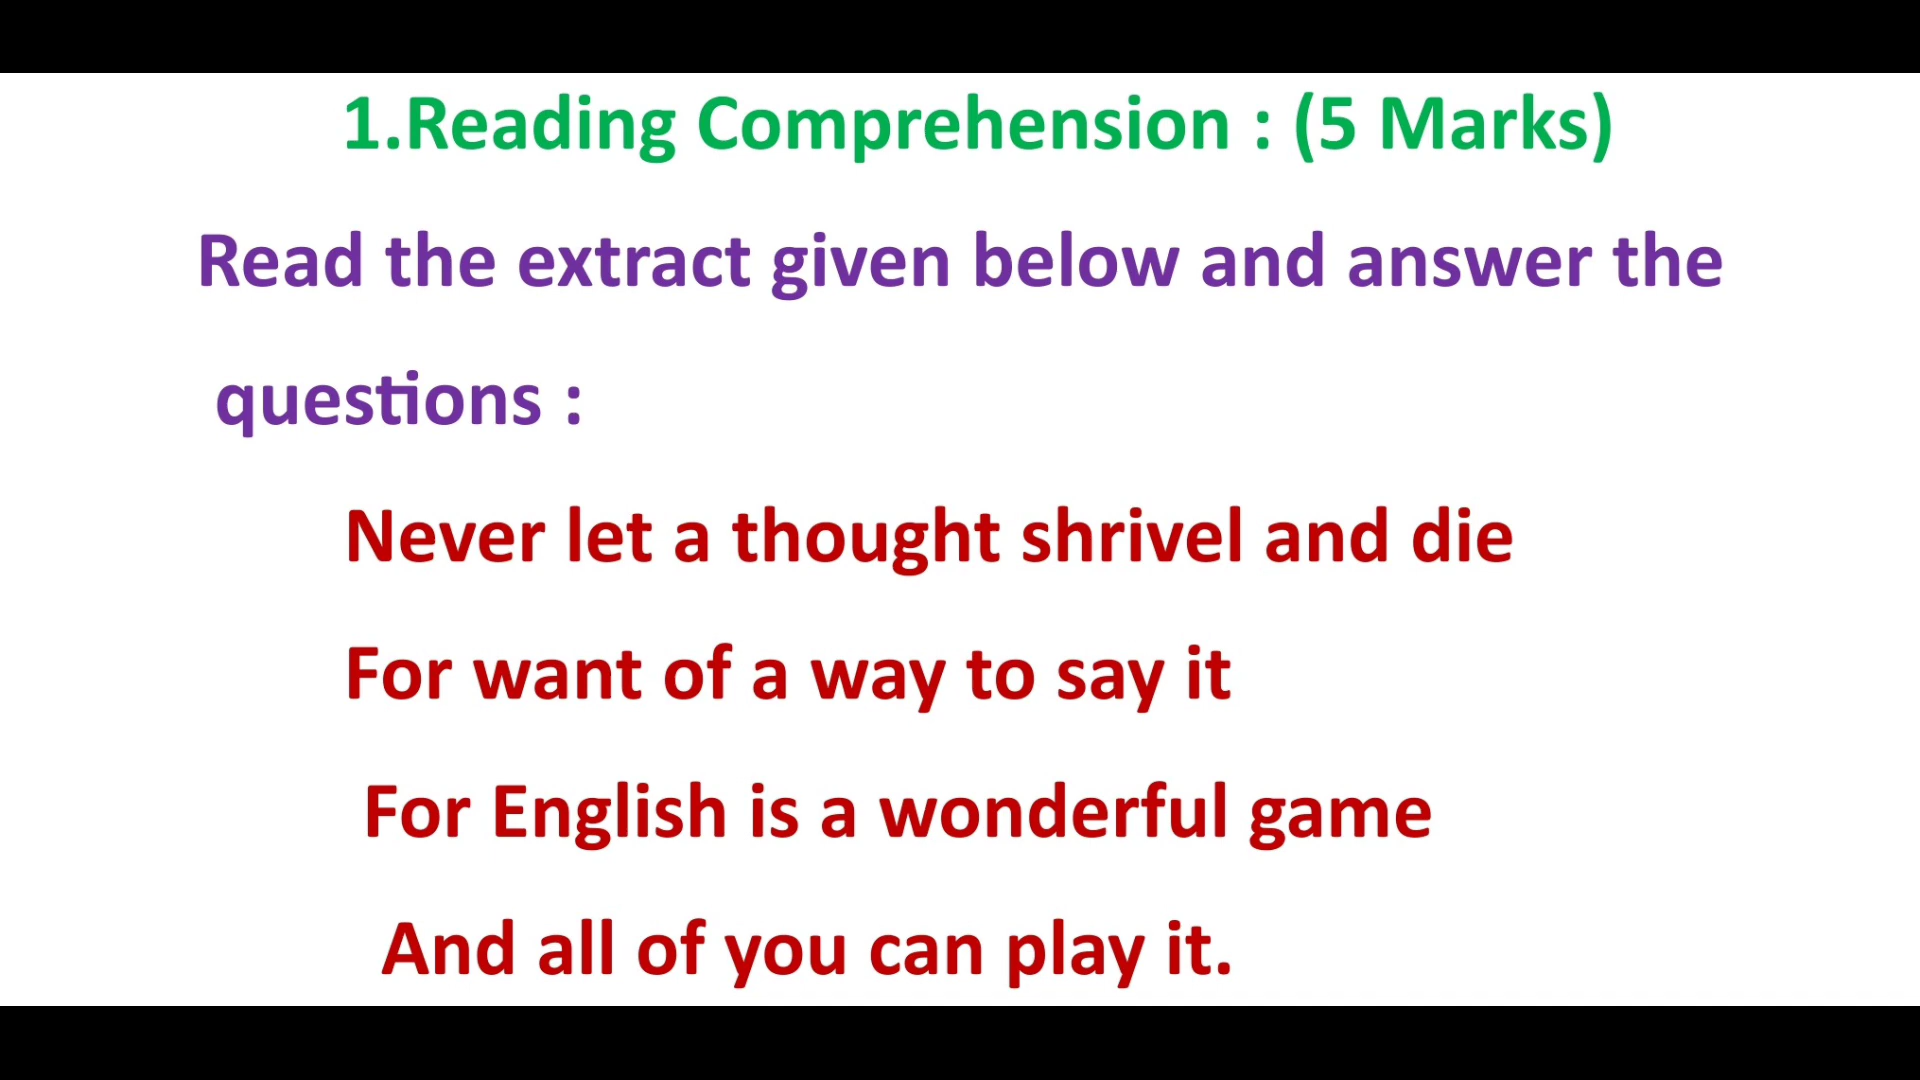 1.Reading Comprehension : (5 Marks)
Read the extract given below and answer the
questions :
Never let a thought shrivel and die
For want of a way to say it
For English is a wonderful game
And all of you can play it.